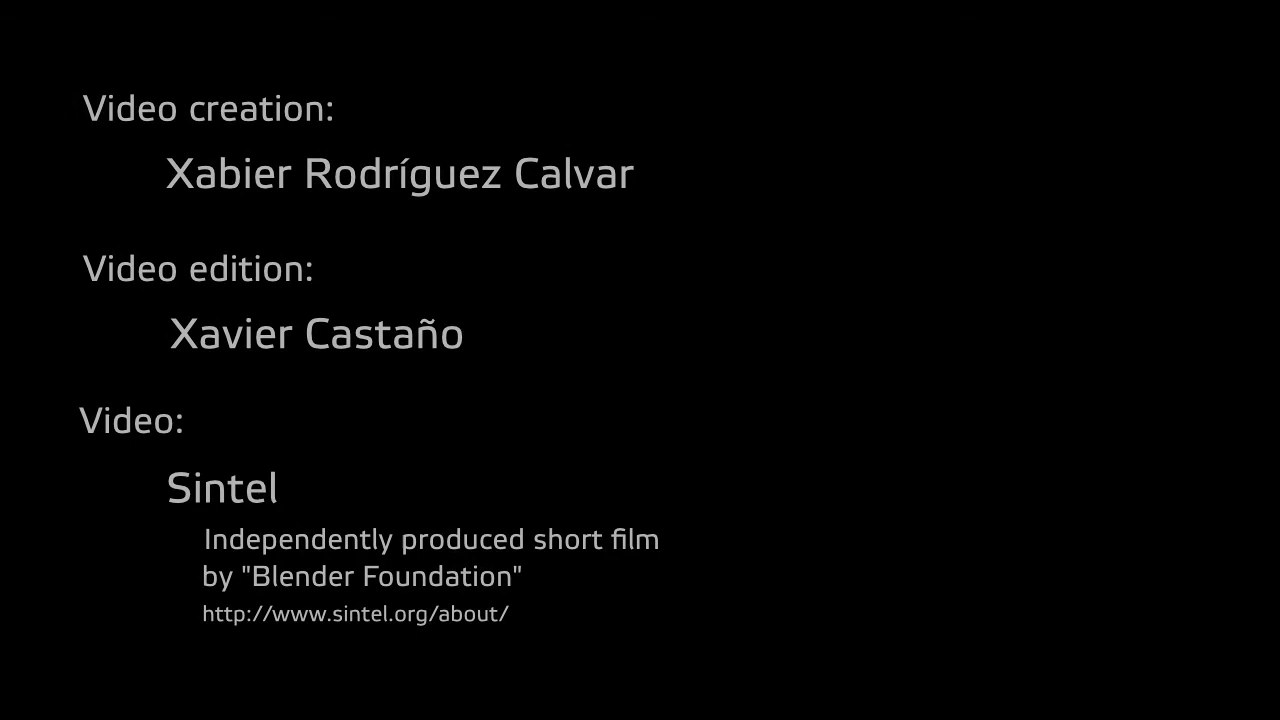 Video creation:
Xabier Rodríguez Calvar
Video edition:
Xavier Castaño
Video:
Sintel
Independently produced short film
by "Blender Foundation"
http://www.sintel.org/about/